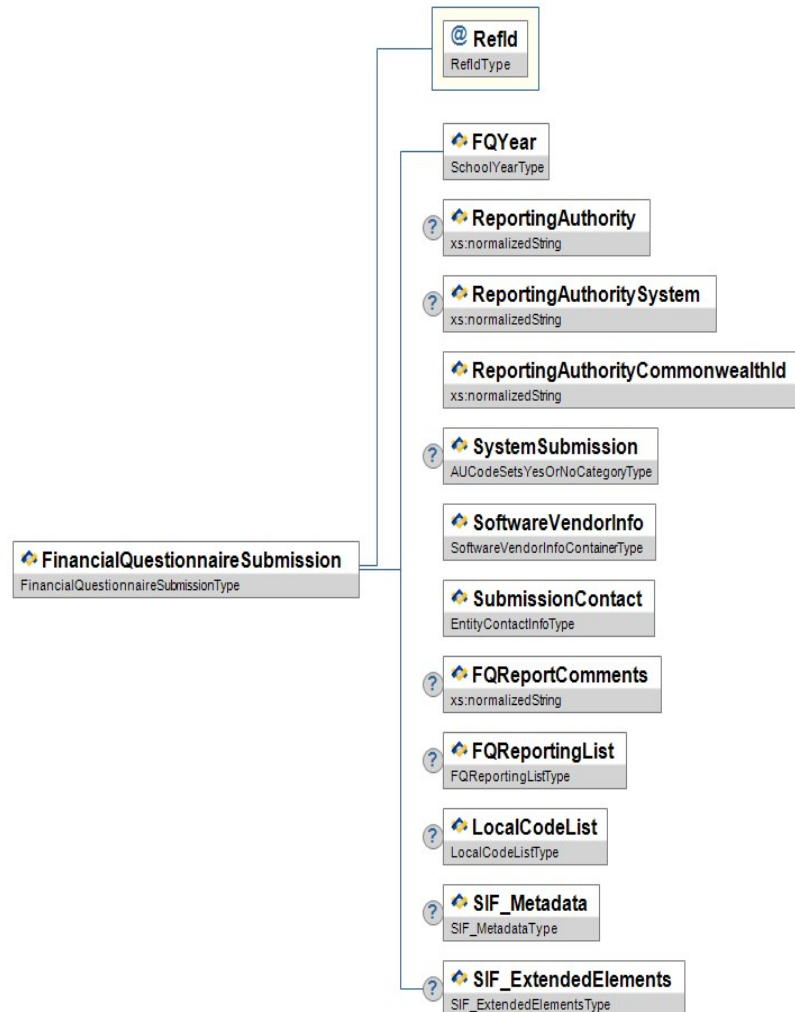 @ RefId
RefIdType
FQYear
SchoolYearType
? ReportingAuthority
xs:normalizedString
? ReportingAuthoritySystem
xs:normalizedString
ReportingAuthorityCommonwealthId
xs:normalizedString
? SystemSubmission
AUCodeSetsYesOrNoCategoryType
SoftwareVendorInfo
SoftwareVendorInfoContainerType
FinancialQuestionnaireSubmission
FinancialQuestionnaireSubmissionType
SubmissionContact
EntityContactInfoType
? FQReportComments
xs:normalizedString
? FQReportingList
FQReportingListType
? LocalCodeList
LocalCodeListType
? SIF_Metadata
SIF_MetadataType
? SIF_ExtendedElements
SIF_ExtendedElementsType